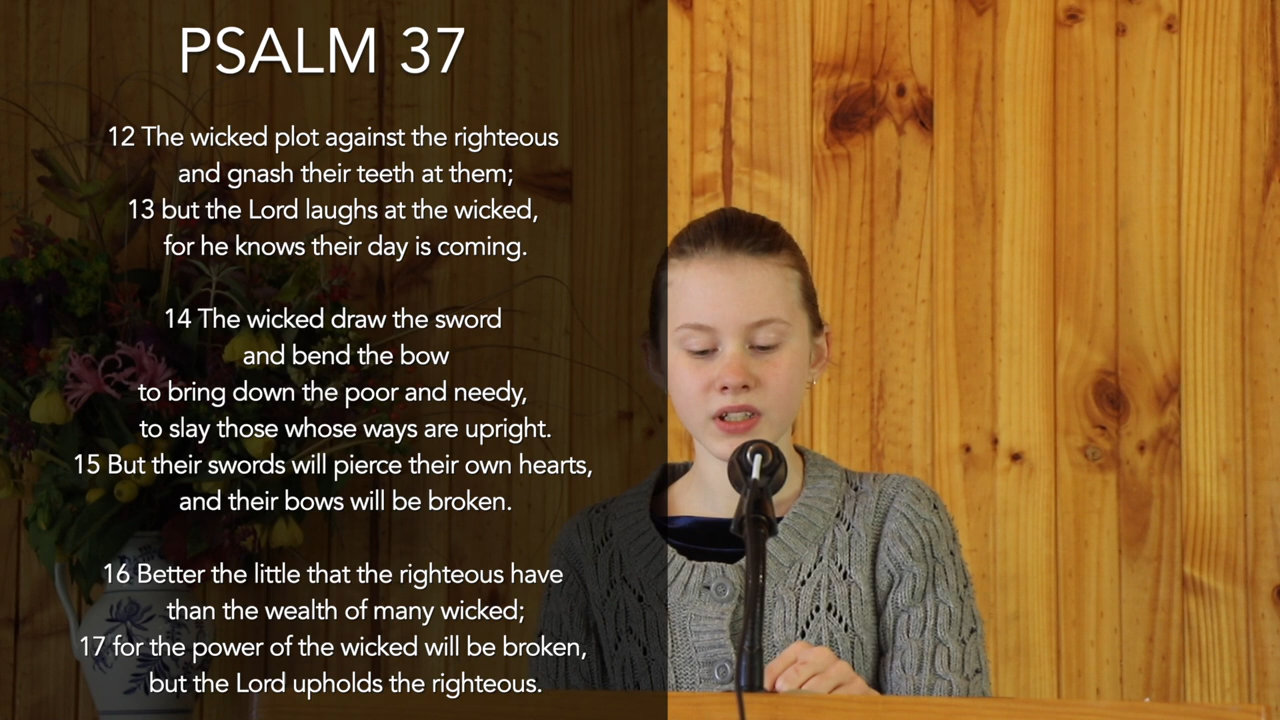 PSALM 37
12 The wicked plot against the righteous
and gnash their teeth at them;
13 but the Lord laughs at the wicked,
for he knows their day is coming.
14 The wicked draw the sword
and bend the bow
to bring down the poor and needy,
to slay those whose ways are upright.
15 But their swords will pierce their own hearts,
and their bows will be broken.
16 Better the little that the righteous have
than the wealth of many wicked;
17 for the power of the wicked will be broken,
but the Lord upholds the righteous.